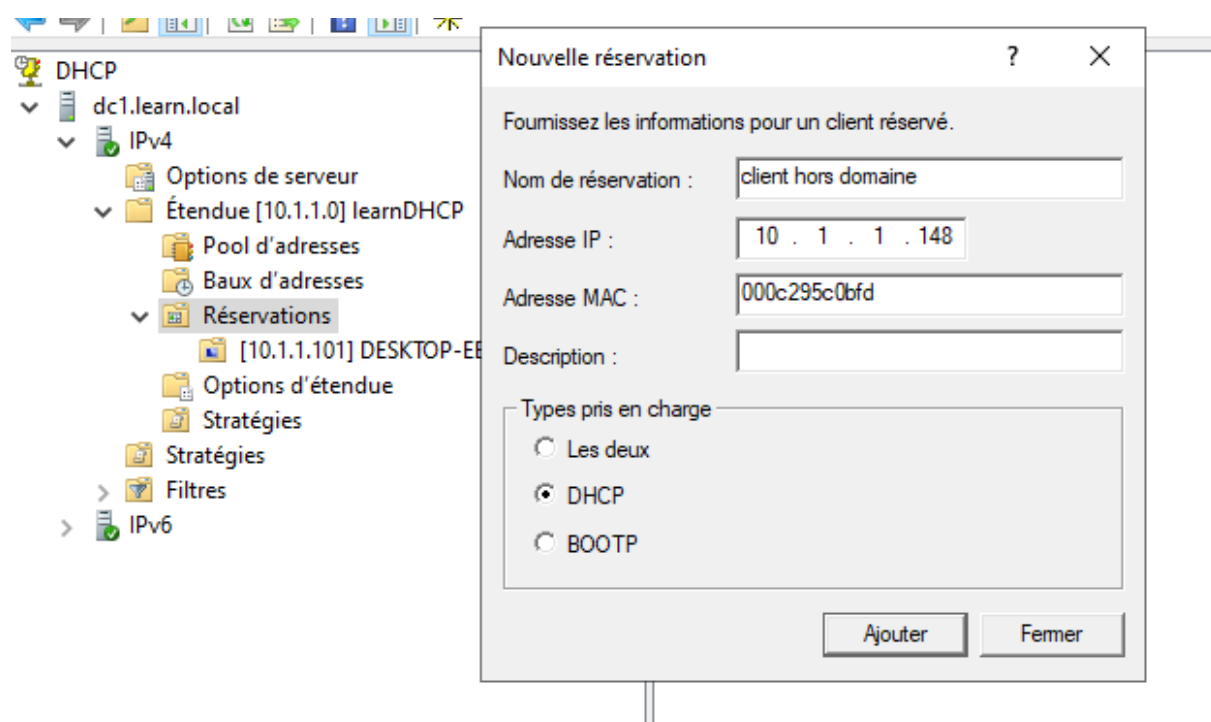 DHCP
dc1.learn.local
IPv4
Options de serveur
Étendue [10.1.1.0] learnDHCP
Pool d'adresses
Baux d'adresses
Réservations
[10.1.1.101] DESKTOP-EE
Options d'étendue
Stratégies
Stratégies
Filtres
IPv6
Nouvelle réservation
?
Fournissez les informations pour un client réservé.
Nom de réservation : client hors domaine
Adresse IP : 10 . 1 . 1 . 148
Adresse MAC : 000c295c0bfd
Description :
Types pris en charge
Les deux
DHCP
BOOTP
Ajouter Fermer